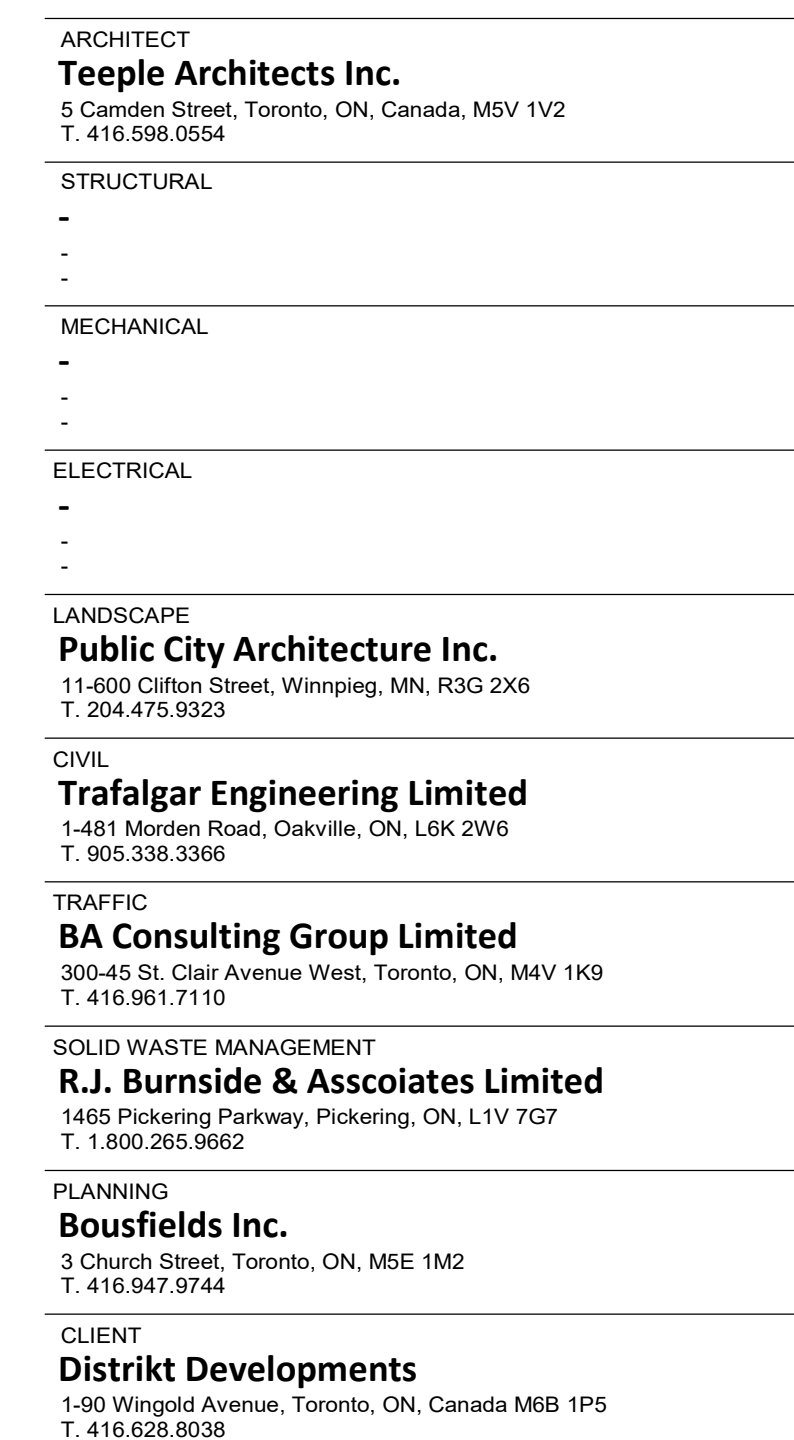 ARCHITECT
Teeple Architects Inc.
5 Camden Street, Toronto, ON, Canada, M5V 1V2
T. 416.598.0554
STRUCTURAL
-
-
-
MECHANICAL
-
-
-
ELECTRICAL
-
-
-
LANDSCAPE
Public City Architecture Inc.
11-600 Clifton Street, Winnpieg, MN, R3G 2X6
T. 204.475.9323
CIVIL
Trafalgar Engineering Limited
1-481 Morden Road, Oakville, ON, L6K 2W6
T. 905.338.3366
TRAFFIC
BA Consulting Group Limited
300-45 St. Clair Avenue West, Toronto, ON, M4V 1K9
T. 416.961.7110
SOLID WASTE MANAGEMENT
R.J. Burnside & Asscoiates Limited
1465 Pickering Parkway, Pickering, ON, L1V 7G7
T. 1.800.265.9662
PLANNING
Bousfields Inc.
3 Church Street, Toronto, ON, M5E 1M2
T. 416.947.9744
CLIENT
Distrikt Developments
1-90 Wingold Avenue, Toronto, ON, Canada M6B 1P5
T. 416.628.8038